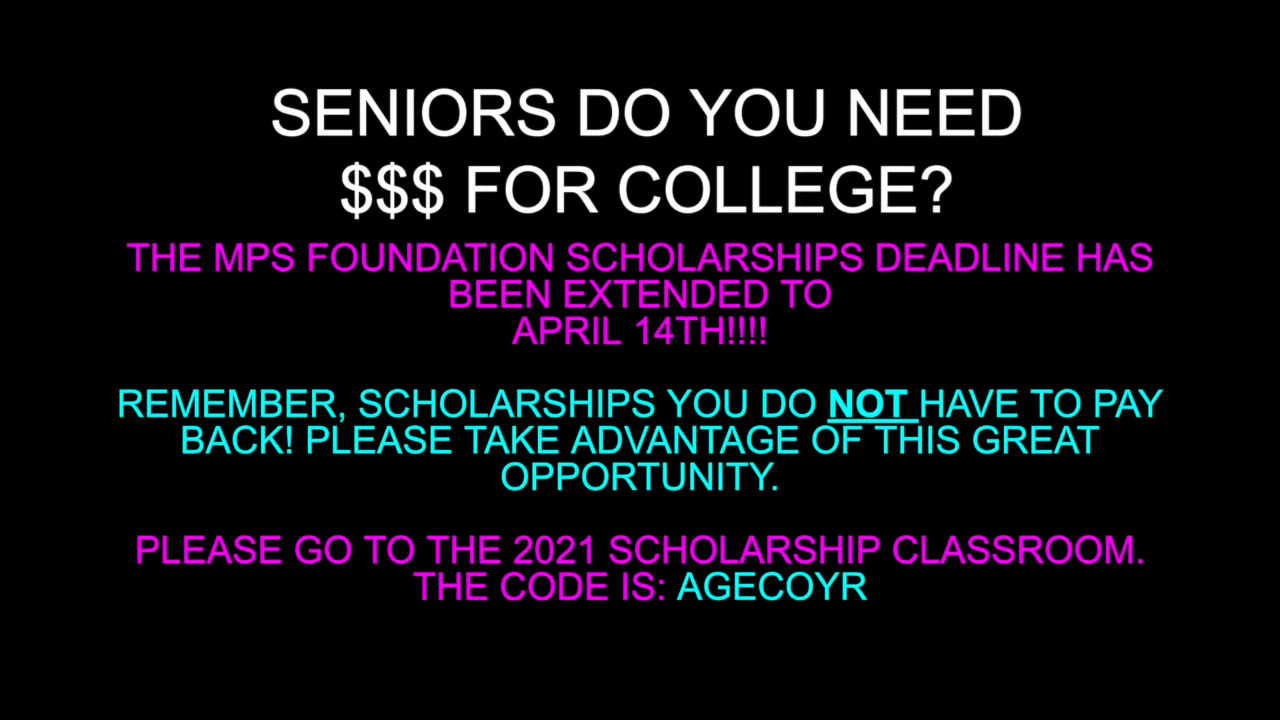 SENIORS DO YOU NEED
$$$ FOR COLLEGE?
THE MPS FOUNDATION SCHOLARSHIPS DEADLINE HAS
BEEN EXTENDED TO
APRIL 14TH!!!!
REMEMBER, SCHOLARSHIPS YOU DO NOT HAVE TO PAY
BACK! PLEASE TAKE ADVANTAGE OF THIS GREAT
OPPORTUNITY.
PLEASE GO TO THE 2021 SCHOLARSHIP CLASSROOM.
THE CODE IS: AGECOYR